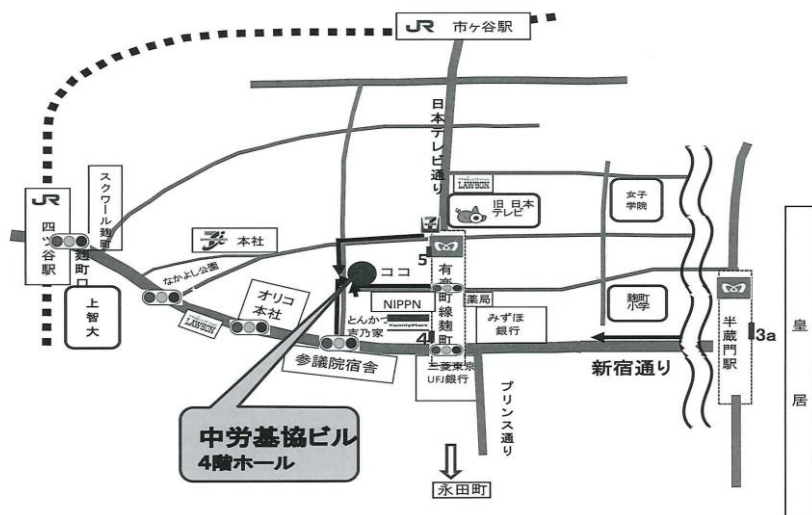 JR 市ヶ谷駅
日本テレビ通り
JR 四ツ谷駅
スクワール麹町
麹町口
上智大
本社
なかよし公園
LAWSON
オリコ
本社
参議院宿舎
LAWSON
旧 日本
テレビ
女子
学院
5
ココ
有楽町線麹町
NIPPN
薬局
とんかつ
吉乃家
FamilyMart
4
みずほ
銀行
三菱東京
UFJ銀行
麹町
小学
半蔵門駅
3a
皇居
新宿通り
プリンス通り
永田町
中労基協ビル
4階ホール